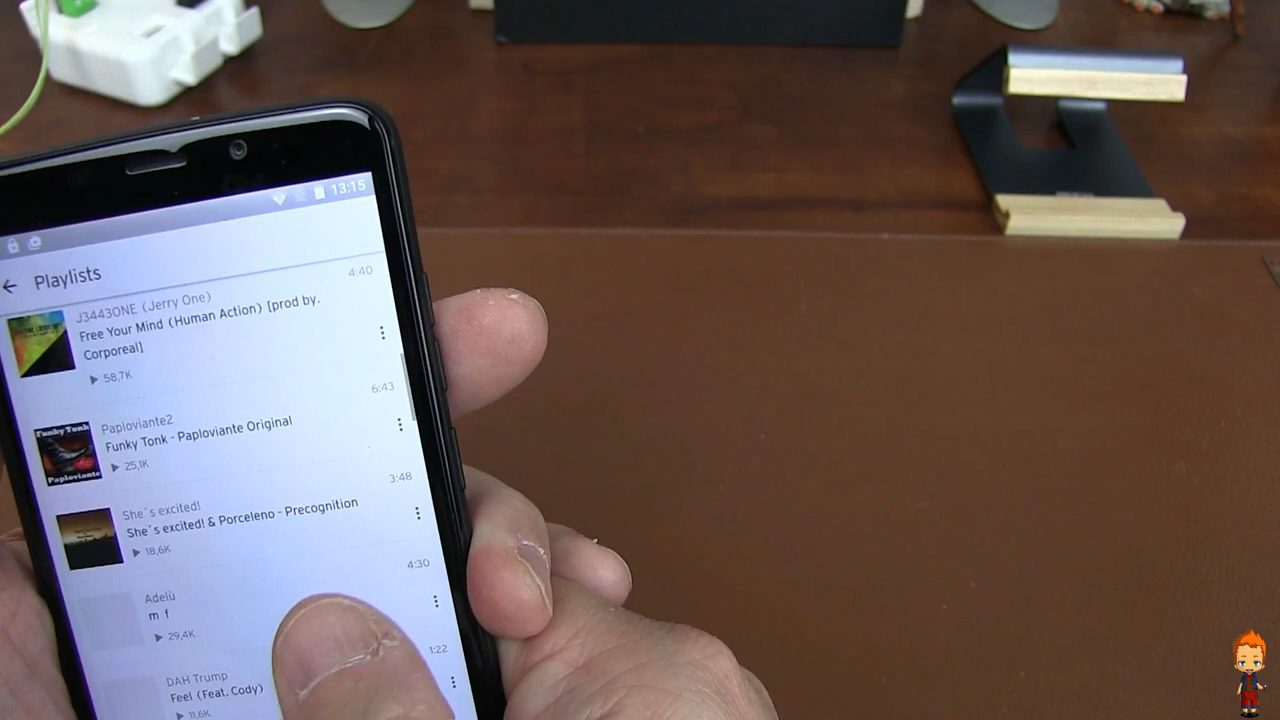 13:15
Playlists
4:40
J3443ONE (Jerry One)
Free Your Mind (Human Action) [prod by.
Corporeal]
58,7K
6:43
Paploviante2
Funky Tonk - Paploviante Original
25,1K
Funky Tonk
Paploviante
3:48
She´s excited!
She´s excited! & Porceleno - Precognition
18,6K
4:30
Adelü
m f
29,4K
1:22
DAH Trump
Feel (Feat. Cody)
11,6K